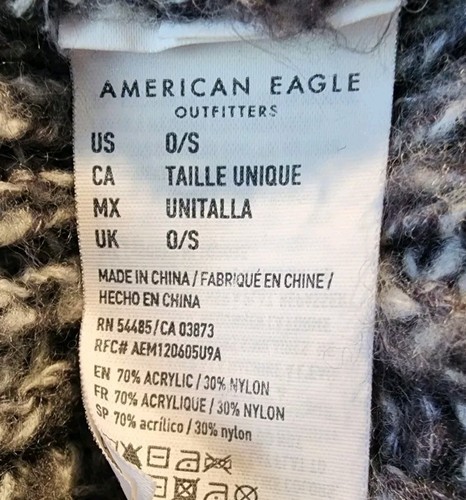 AMERICAN EAGLE
OUTFITTERS
US O/S
CA TAILLE UNIQUE
MX UNITALLA
UK O/S
MADE IN CHINA / FABRIQUÉ EN CHINE /
HECHO EN CHINA
RN 54485 / CA 03873
RFC# AEM120605U9A
EN 70% ACRYLIC / 30% NYLON
FR 70% ACRYLIQUE / 30% NYLON
SP 70% acrílico / 30% nylon